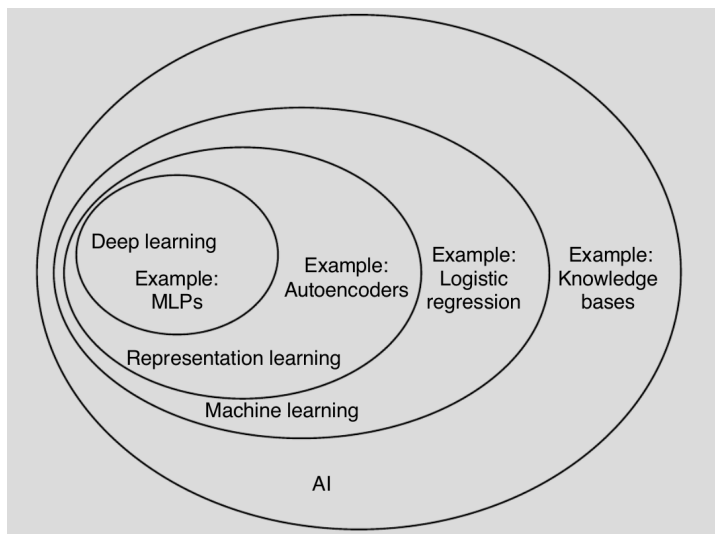 Deep learning
Example:
MLPs
Example:
Autoencoders
Example:
Logistic
regression
Example:
Knowledge
bases
Representation learning
Machine learning
AI